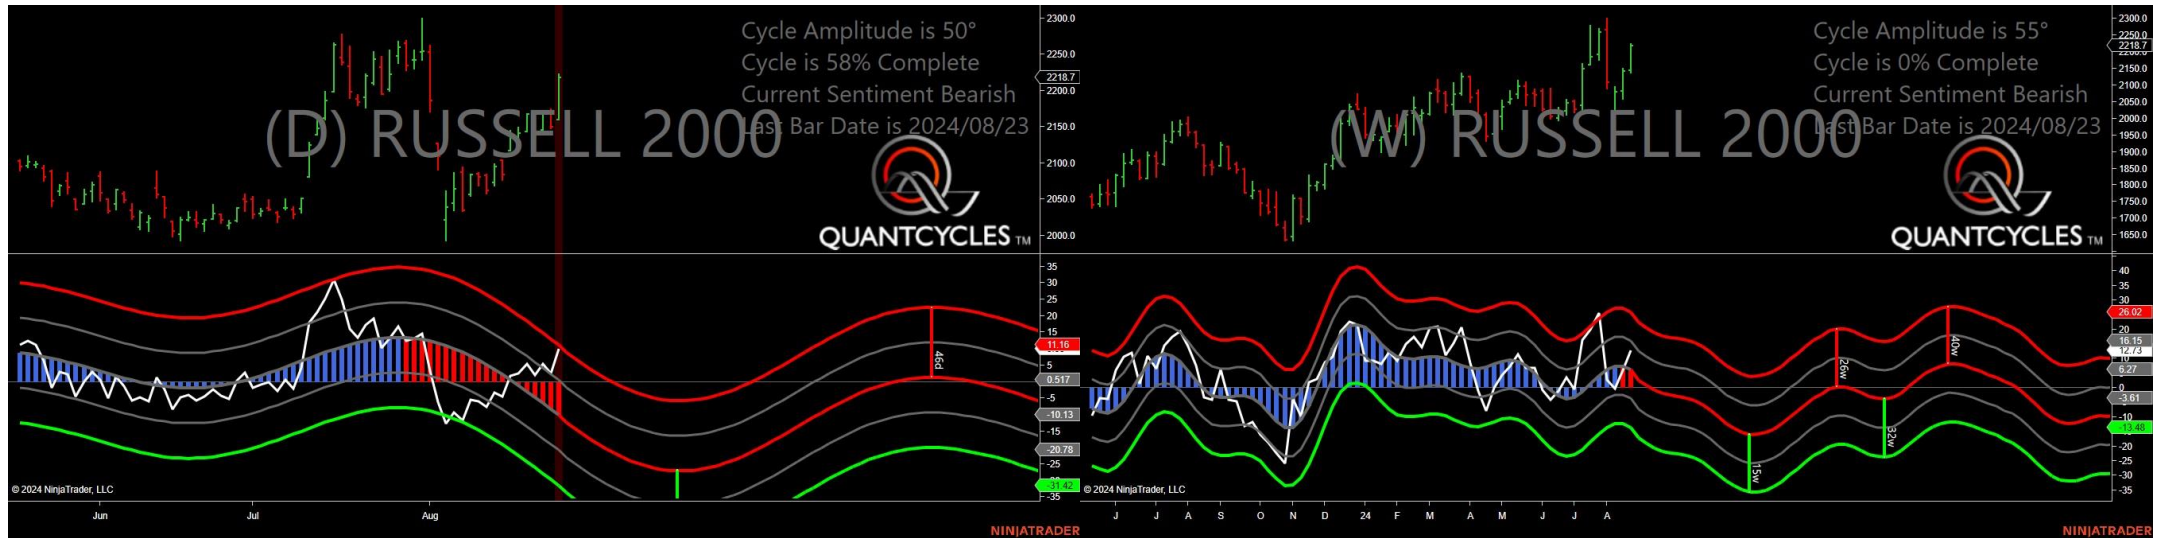 Cycle Amplitude is 50°
Cycle is 58% Complete
Current Sentiment Bearish
Last Bar Date is 2024/08/23
(D) RUSSELL 2000
QUANTCYCLES TM
2300.0
2250.0
2218.7
2200.0
2150.0
2100.0
2050.0
2000.0
35
30
25
20
15
11.16
5
0.517
-5
-10.13
-15
-20.78
-25
-31.42
-35
46d
© 2024 NinjaTrader, LLC
Jun Jul Aug
NINJATRADER
Cycle Amplitude is 55°
Cycle is 0% Complete
Current Sentiment Bearish
Last Bar Date is 2024/08/23
(W) RUSSELL 2000
QUANTCYCLES TM
2300.0
2250.0
2218.7
2150.0
2100.0
2050.0
2000.0
1950.0
1900.0
1850.0
1800.0
1750.0
1700.0
1650.0
40
35
30
26.02
20
16.15
12.73
10
6.27
0
-3.61
-10
-13.48
-20
-25
-30
-35
15w
26w
32w
40w
© 2024 NinjaTrader, LLC
J J A S O N D 24 F M A M J J A
NINJATRADER